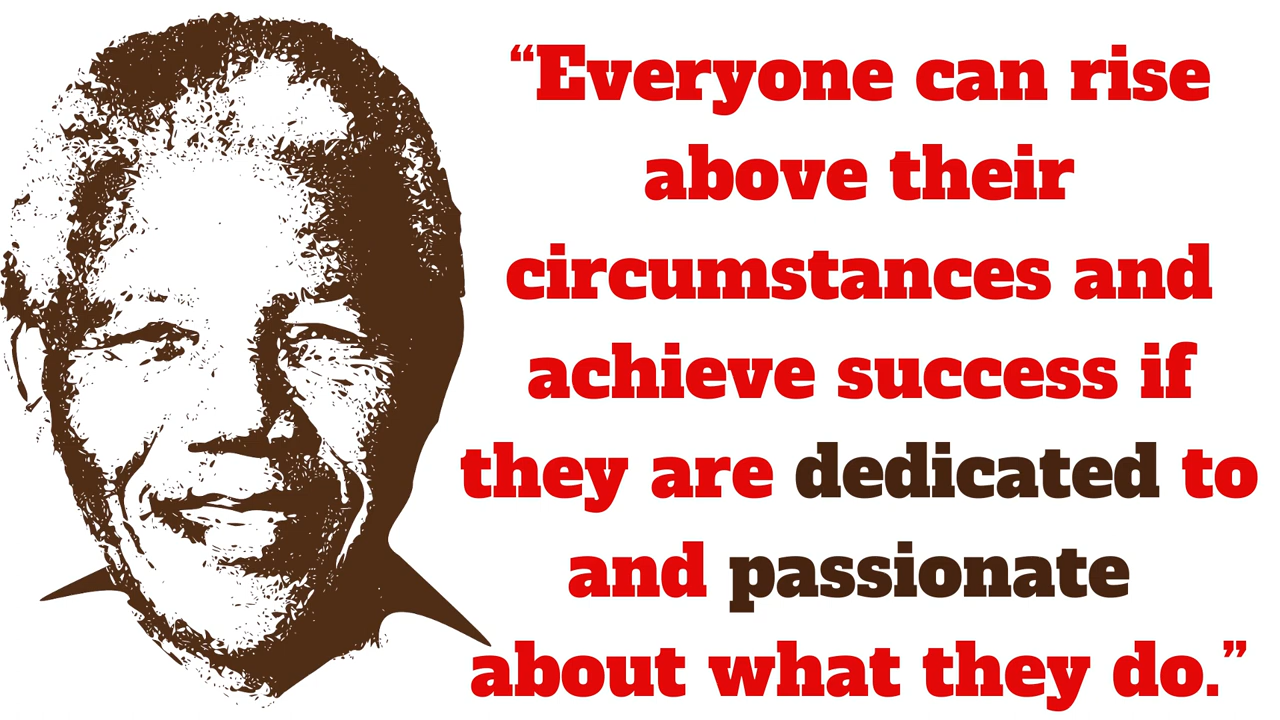 “Everyone can rise
above their
circumstances and
achieve success if
they are dedicated to
and passionate
about what they do.”